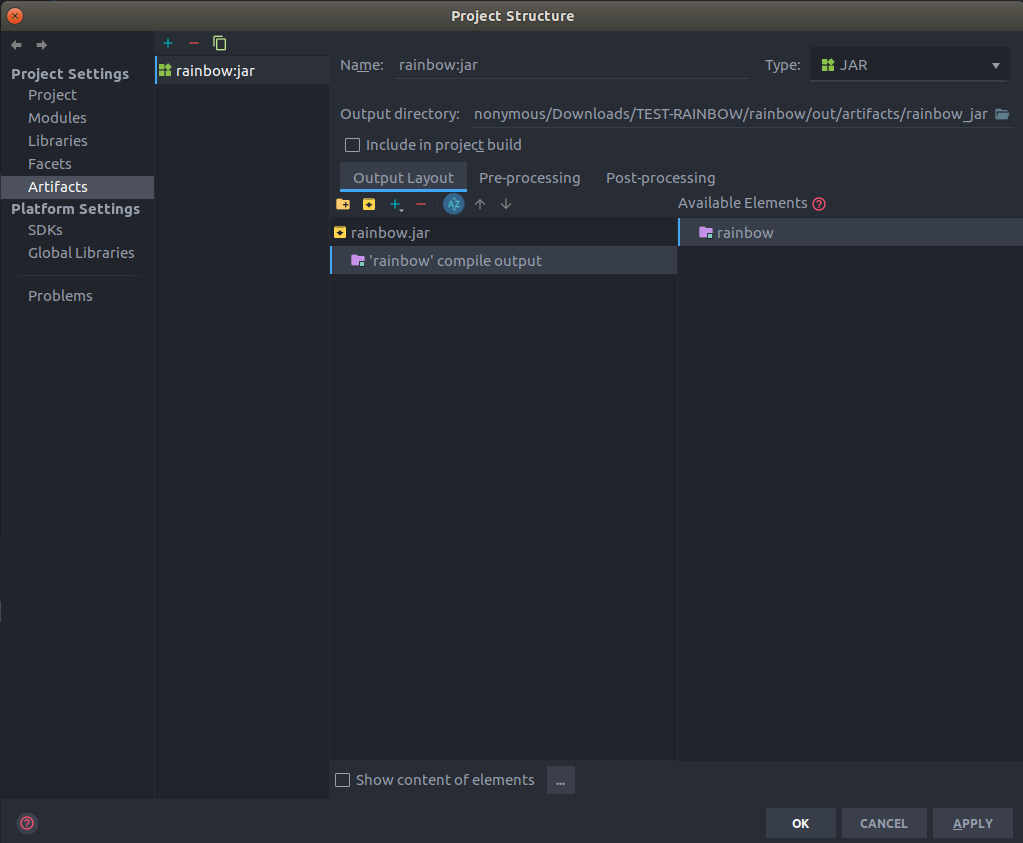 Project Structure
Project Settings
Project
Modules
Libraries
Facets
Artifacts
Platform Settings
SDKs
Global Libraries
Problems
rainbow:jar
Name: rainbow:jar Type: JAR
Output directory: nonymous/Downloads/TEST-RAINBOW/rainbow/out/artifacts/rainbow_jar
Include in project build
Output Layout Pre-processing Post-processing
AZ Available Elements ?
rainbow.jar rainbow
'rainbow' compile output
Show content of elements ...
? OK CANCEL APPLY